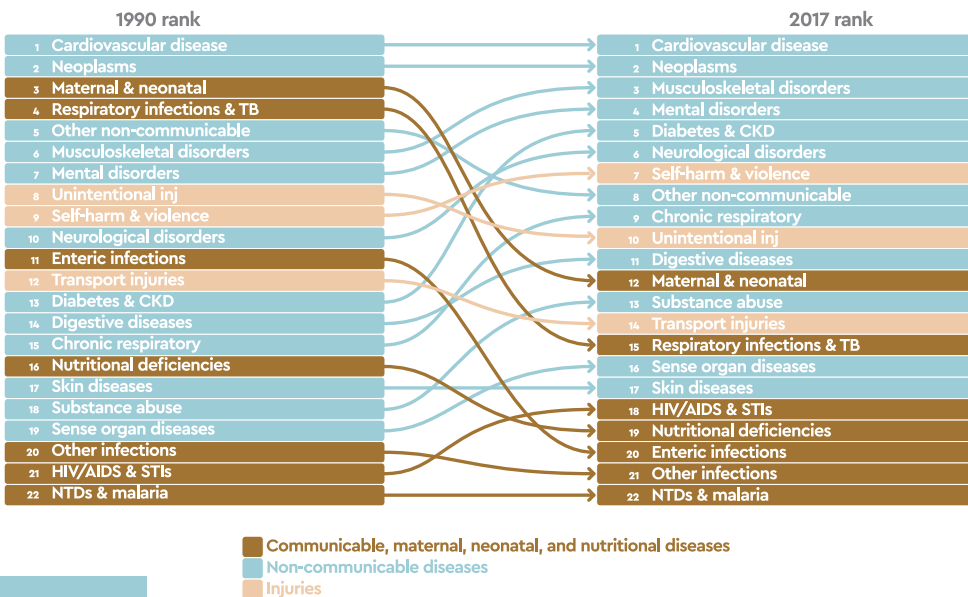 1990 rank
1 Cardiovascular disease
2 Neoplasms
3 Maternal & neonatal
4 Respiratory infections & TB
5 Other non-communicable
6 Musculoskeletal disorders
7 Mental disorders
8 Unintentional inj
9 Self-harm & violence
10 Neurological disorders
11 Enteric infections
12 Transport injuries
13 Diabetes & CKD
14 Digestive diseases
15 Chronic respiratory
16 Nutritional deficiencies
17 Skin diseases
18 Substance abuse
19 Sense organ diseases
20 Other infections
21 HIV/AIDS & STIs
22 NTDs & malaria
2017 rank
1 Cardiovascular disease
2 Neoplasms
3 Musculoskeletal disorders
4 Mental disorders
5 Diabetes & CKD
6 Neurological disorders
7 Self-harm & violence
8 Other non-communicable
9 Chronic respiratory
10 Unintentional inj
11 Digestive diseases
12 Maternal & neonatal
13 Substance abuse
14 Transport injuries
15 Respiratory infections & TB
16 Sense organ diseases
17 Skin diseases
18 HIV/AIDS & STIs
19 Nutritional deficiencies
20 Enteric infections
21 Other infections
22 NTDs & malaria
Communicable, maternal, neonatal, and nutritional diseases
Non-communicable diseases
Injuries